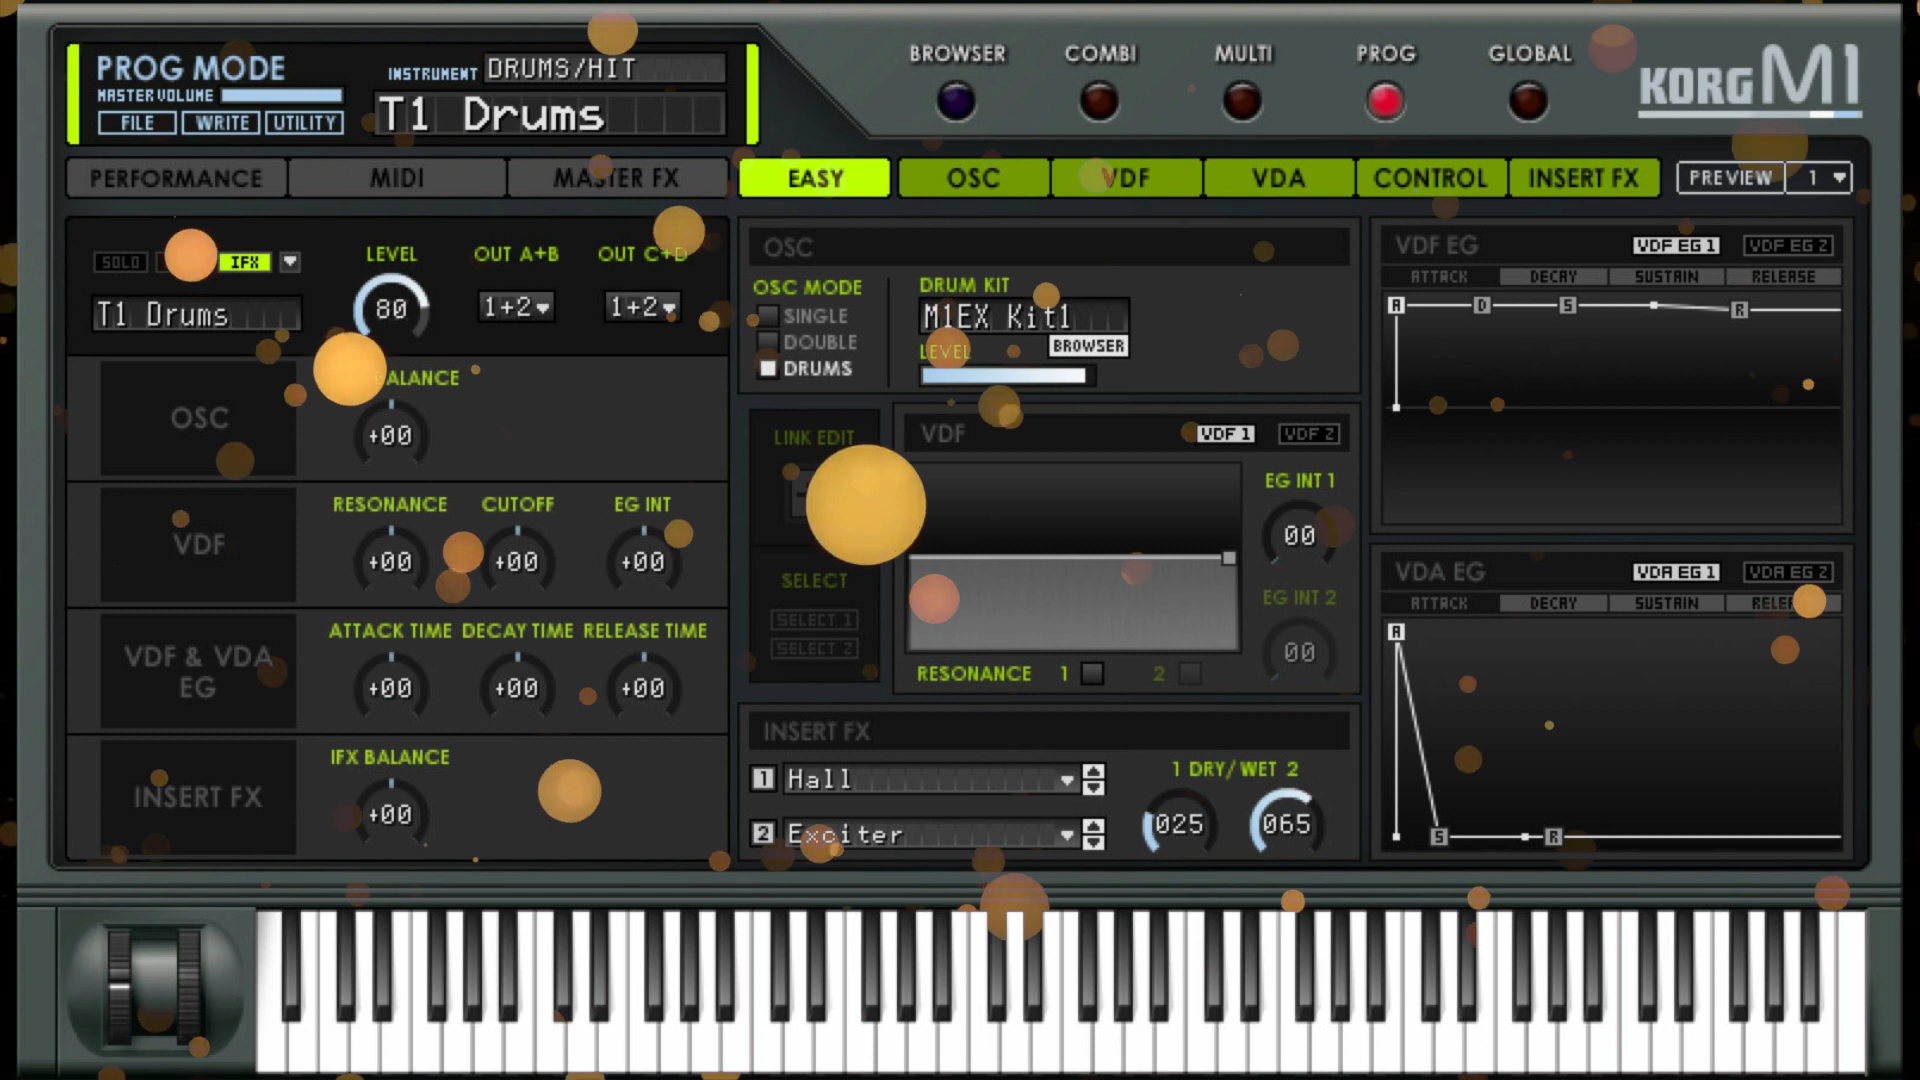 PROG MODE
MASTER VOLUME
FILE WRITE UTILITY
INSTRUMENT DRUMS/HIT
T1 Drums
BROWSER COMBI MULTI PROG GLOBAL
KORG M1
PERFORMANCE MIDI MASTER FX EASY OSC VDF VDA CONTROL INSERT FX PREVIEW 1
SOLO IFX
T1 Drums
LEVEL OUT A+B OUT C+D
80 1+2 1+2
OSC
BALANCE
+00
VDF
RESONANCE CUTOFF EG INT
+00 +00 +00
VDF & VDA
EG
ATTACK TIME DECAY TIME RELEASE TIME
+00 +00 +00
INSERT FX
IFX BALANCE
+00
OSC
OSC MODE
SINGLE
DOUBLE
DRUMS
DRUM KIT
M1EX Kit1
LEVEL BROWSER
LINK EDIT
SELECT
SELECT 1
SELECT 2
VDF VDF 1 VDF 2
EG INT 1
00
EG INT 2
00
RESONANCE 1 2
INSERT FX
1 Hall
2 Exciter
1 DRY/WET 2
025 065
VDF EG VDF EG 1 VDF EG 2
ATTACK DECAY SUSTAIN RELEASE
A D S R
VDA EG VDA EG 1 VDA EG 2
ATTACK DECAY SUSTAIN
A
S R